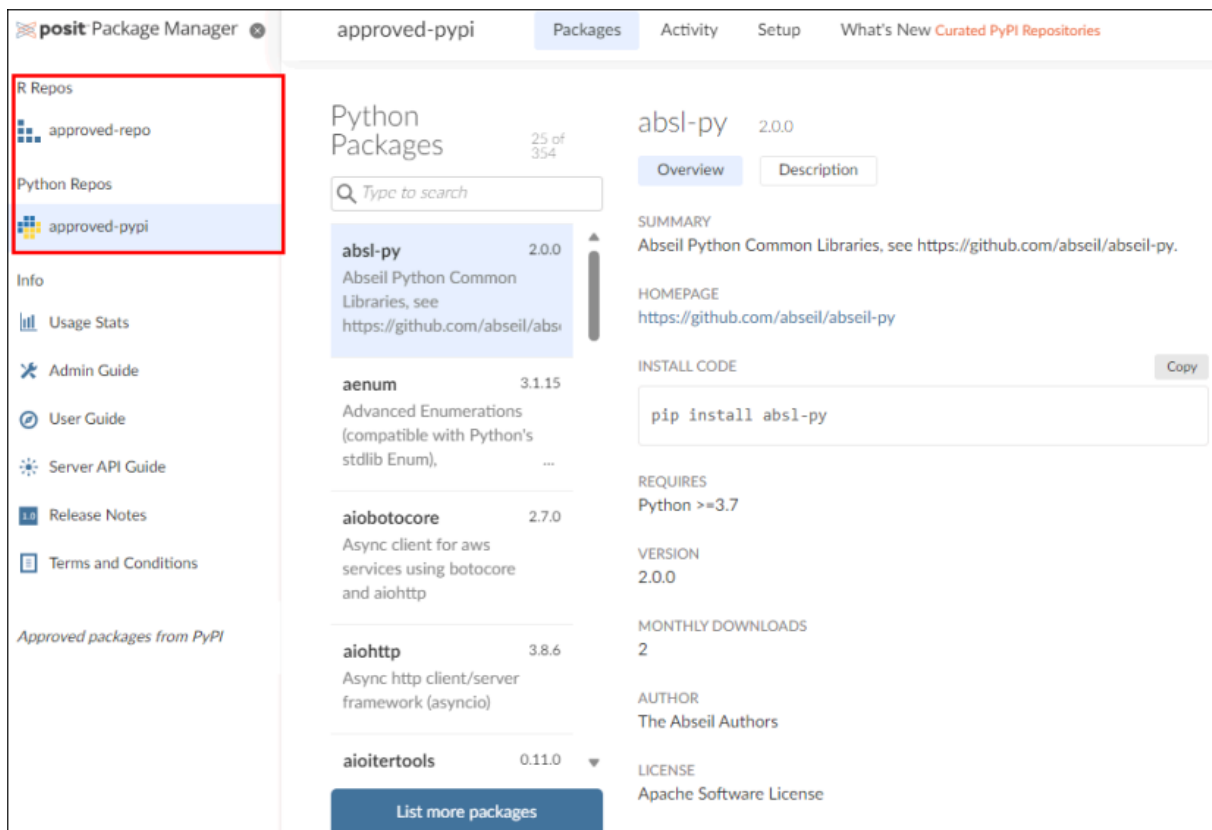 posit Package Manager
R Repos
approved-repo
Python Repos
approved-pypi
Info
Usage Stats
Admin Guide
User Guide
Server API Guide
1.0 Release Notes
Terms and Conditions
Approved packages from PyPI
approved-pypi Packages Activity Setup What's New Curated PyPI Repositories
Python
Packages
25 of
354
Type to search
absl-py 2.0.0
Abseil Python Common
Libraries, see
https://github.com/abseil/abs
aenum 3.1.15
Advanced Enumerations
(compatible with Python's
stdlib Enum), ...
aiobotocore 2.7.0
Async client for aws
services using botocore
and aiohttp
aiohttp 3.8.6
Async http client/server
framework (asyncio)
aioitertools 0.11.0
List more packages
absl-py 2.0.0
Overview Description
SUMMARY
Abseil Python Common Libraries, see https://github.com/abseil/abseil-py.
HOMEPAGE
https://github.com/abseil/abseil-py
INSTALL CODE Copy
pip install absl-py
REQUIRES
Python >=3.7
VERSION
2.0.0
MONTHLY DOWNLOADS
2
AUTHOR
The Abseil Authors
LICENSE
Apache Software License